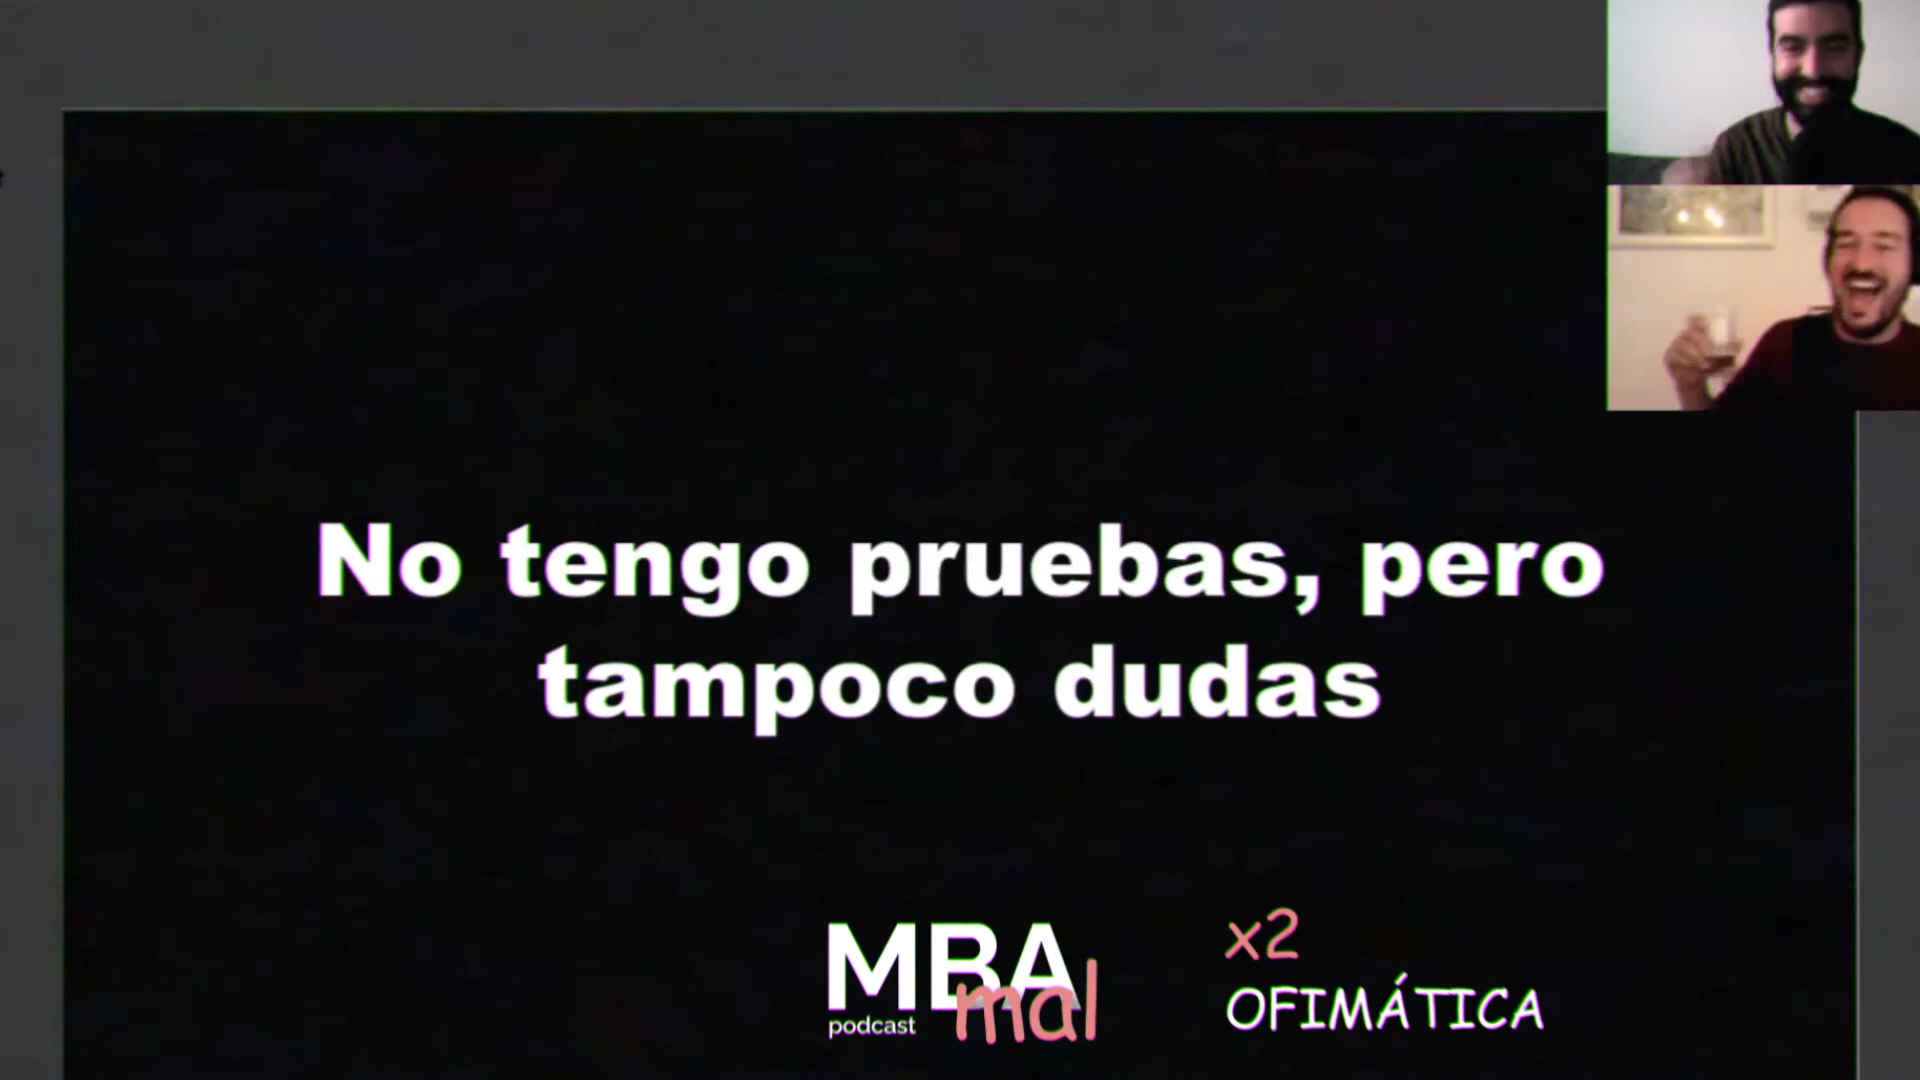 No tengo pruebas, pero
tampoco dudas
MBA
mal
podcast
x2
OFIMÁTICA